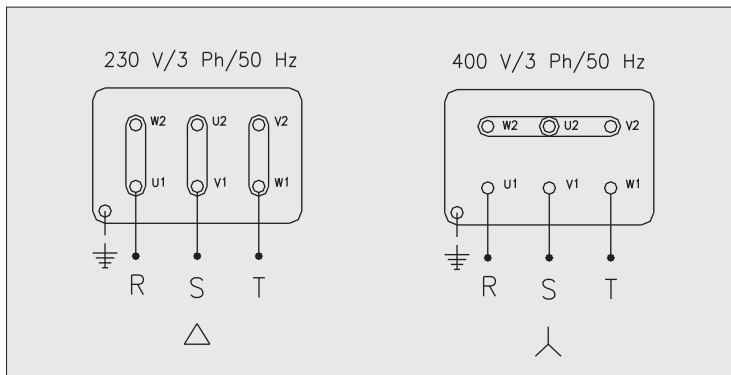 230 V/3 Ph/50 Hz
W2 U2 V2
U1 V1 W1
R S T
400 V/3 Ph/50 Hz
W2 U2 V2
U1 V1 W1
R S T